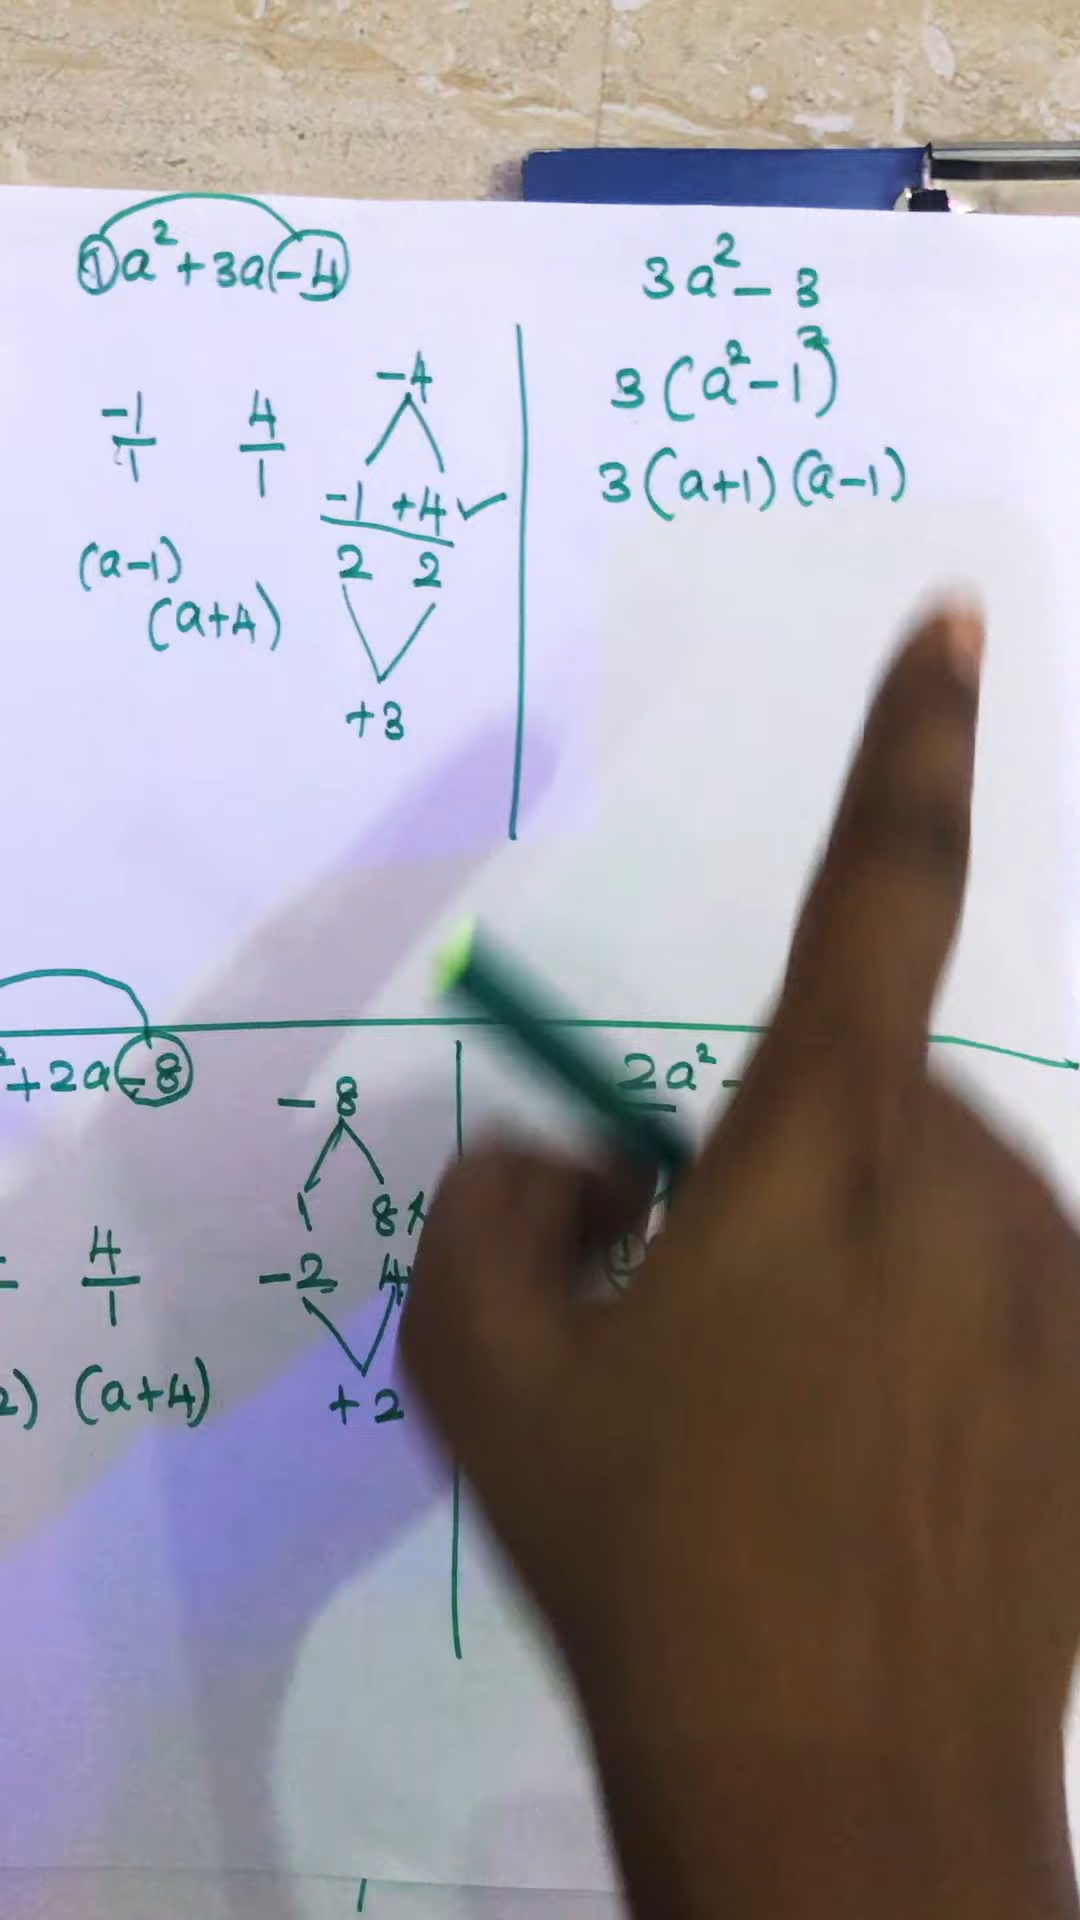 1a²+3a-4
-4
-1/1 4/1
-1 +4 ✓
2 2
(a-1)
(a+4)
+3
3a²-3
3(a²-1²)
3(a+1)(a-1)
+2a-8
-8
1 8
4/1
-2 4
(a+4)
+2
2a²-